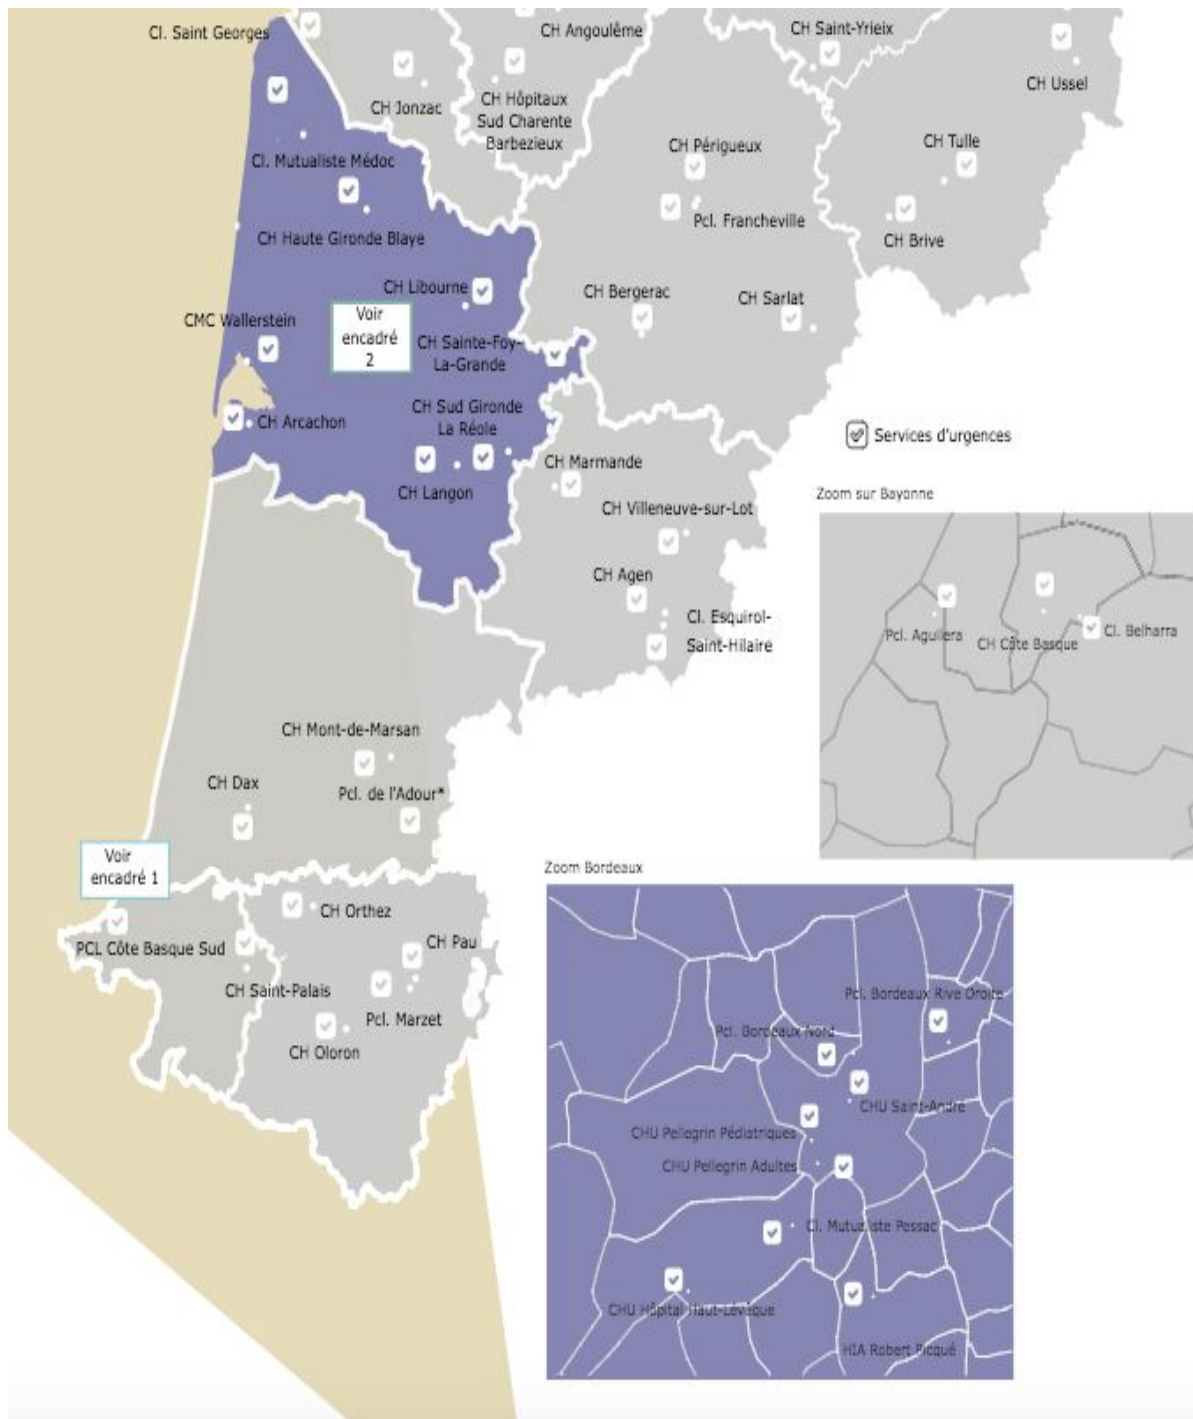 Cl. Saint Georges
CH Angoulême
CH Saint-Yrieix
CH Ussel
CH Jonzac
CH Hôpitaux
Sud Charente
Barbezieux
CH Périgueux
CH Tulle
Cl. Mutualiste Médoc
Pcl. Francheville
CH Brive
CH Haute Gironde Blaye
CH Libourne
CH Bergerac
CH Sarlat
CMC Wallerstein
Voir
encadré
2
CH Sainte-Foy-
La-Grande
CH Arcachon
CH Sud Gironde
La Réole
CH Langon
CH Marmande
Services d'urgences
CH Villeneuve-sur-Lot
CH Agen
Cl. Esquirol-
Saint-Hilaire
Zoom sur Bayonne
Pcl. Aguilera
CH Côte Basque
Cl. Belharra
CH Mont-de-Marsan
CH Dax
Pcl. de l'Adour*
Voir
encadré 1
PCL Côte Basque Sud
CH Orthez
CH Pau
CH Saint-Palais
Pcl. Marzet
CH Oloron
Zoom Bordeaux
Pcl. Bordeaux Rive Droite
Pcl. Bordeaux Nord
CHU Saint-André
CHU Pellegrin Pédiatriques
CHU Pellegrin Adultes
Cl. Mutualiste Pessac
CHU Hôpital Haut-Lévèque
HIA Robert Picqué